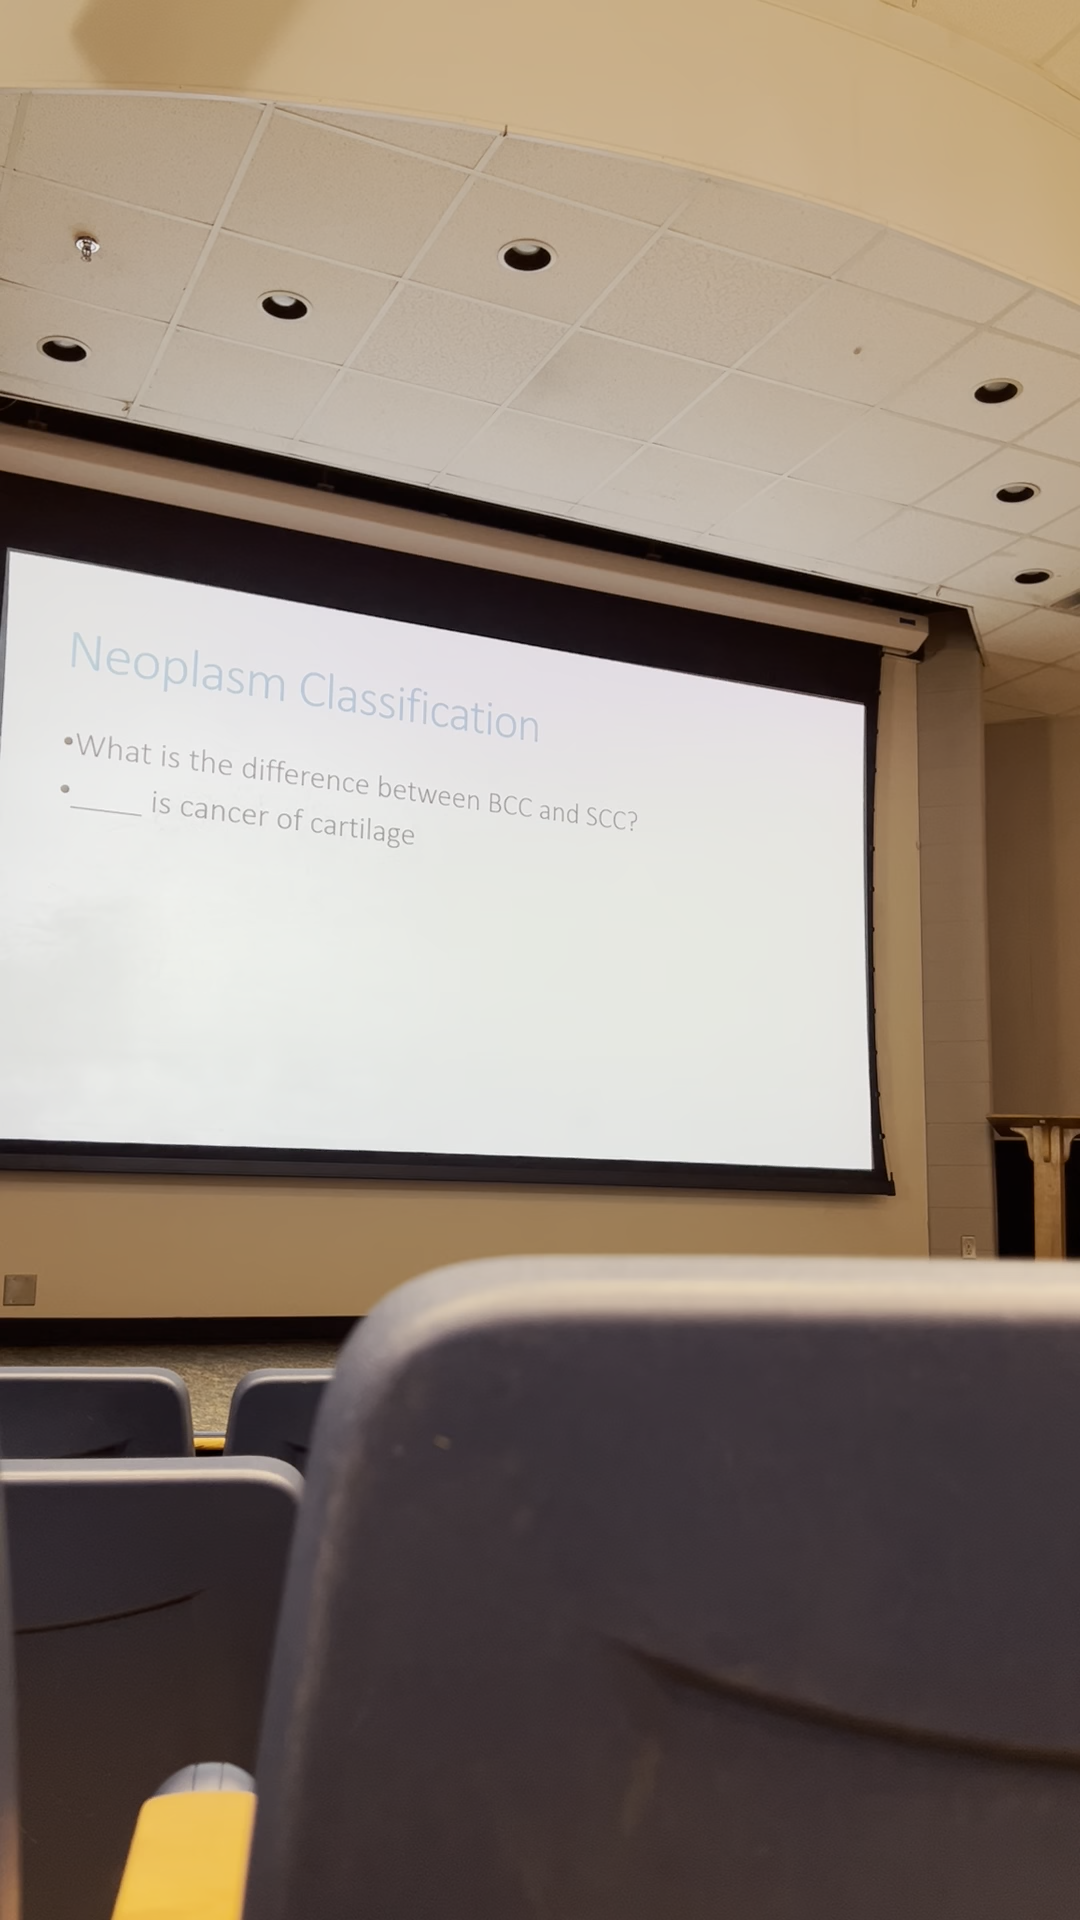 Neoplasm Classification
•What is the difference between BCC and SCC?
•_____ is cancer of cartilage